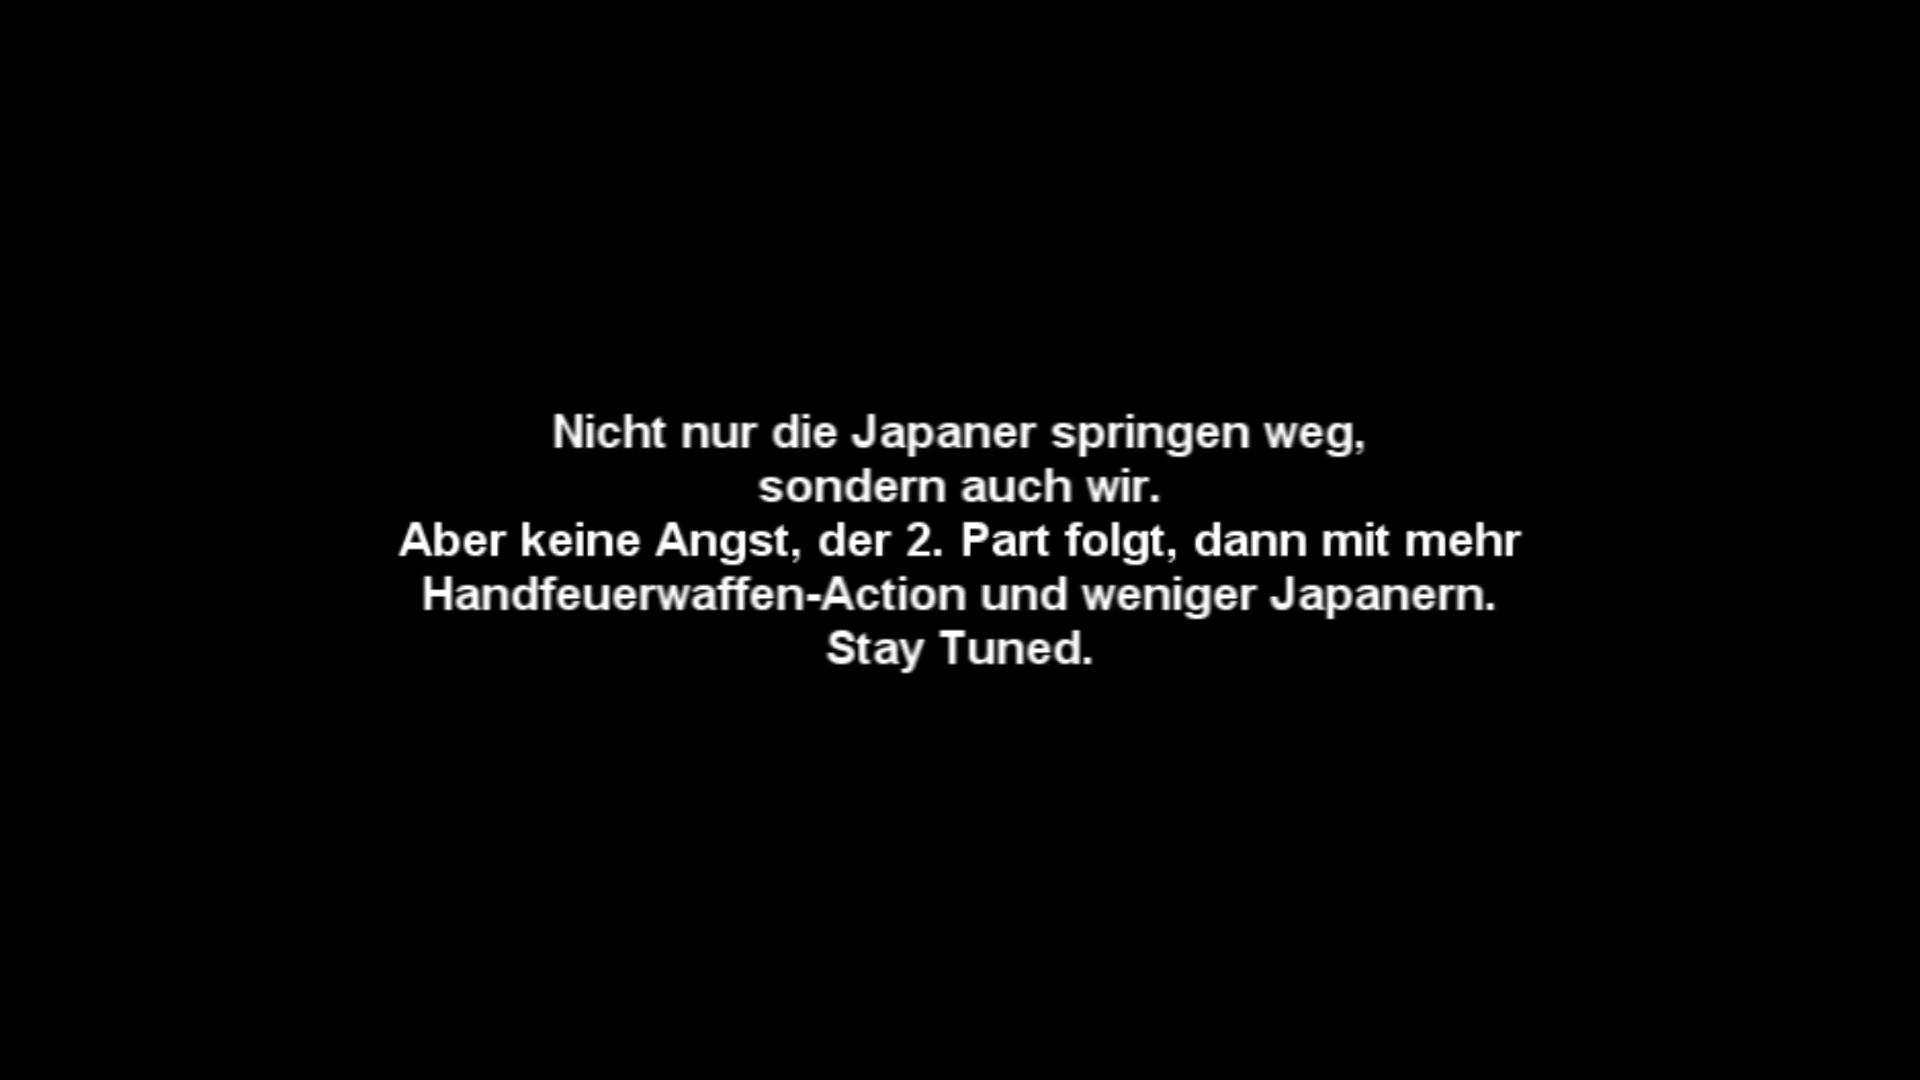 Nicht nur die Japaner springen weg,
sondern auch wir.
Aber keine Angst, der 2. Part folgt, dann mit mehr
Handfeuerwaffen-Action und weniger Japanern.
Stay Tuned.